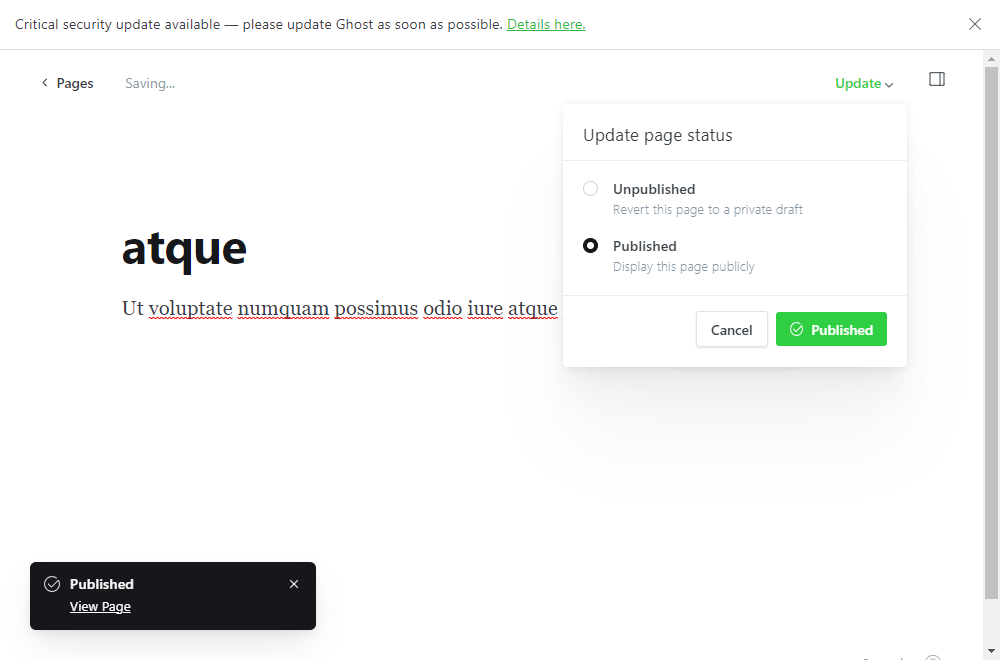 Critical security update available — please update Ghost as soon as possible. Details here.
Pages
Saving...
Update
Update page status
Unpublished
Revert this page to a private draft
Published
Display this page publicly
Cancel
Published
atque
Ut voluptate numquam possimus odio iure atque
Published
View Page